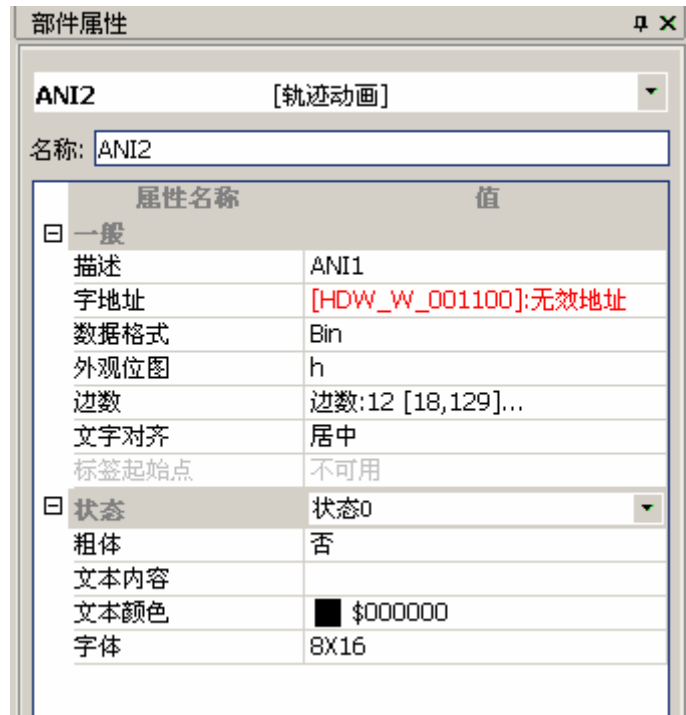 部件属性
ANI2 [轨迹动画]
名称: ANI2
属性名称 值
一般
描述 ANI1
字地址 [HDW_W_001100]:无效地址
数据格式 Bin
外观位图 h
边数 边数:12 [18,129]...
文字对齐 居中
标签起始点 不可用
状态 状态0
粗体 否
文本内容
文本颜色 $000000
字体 8X16